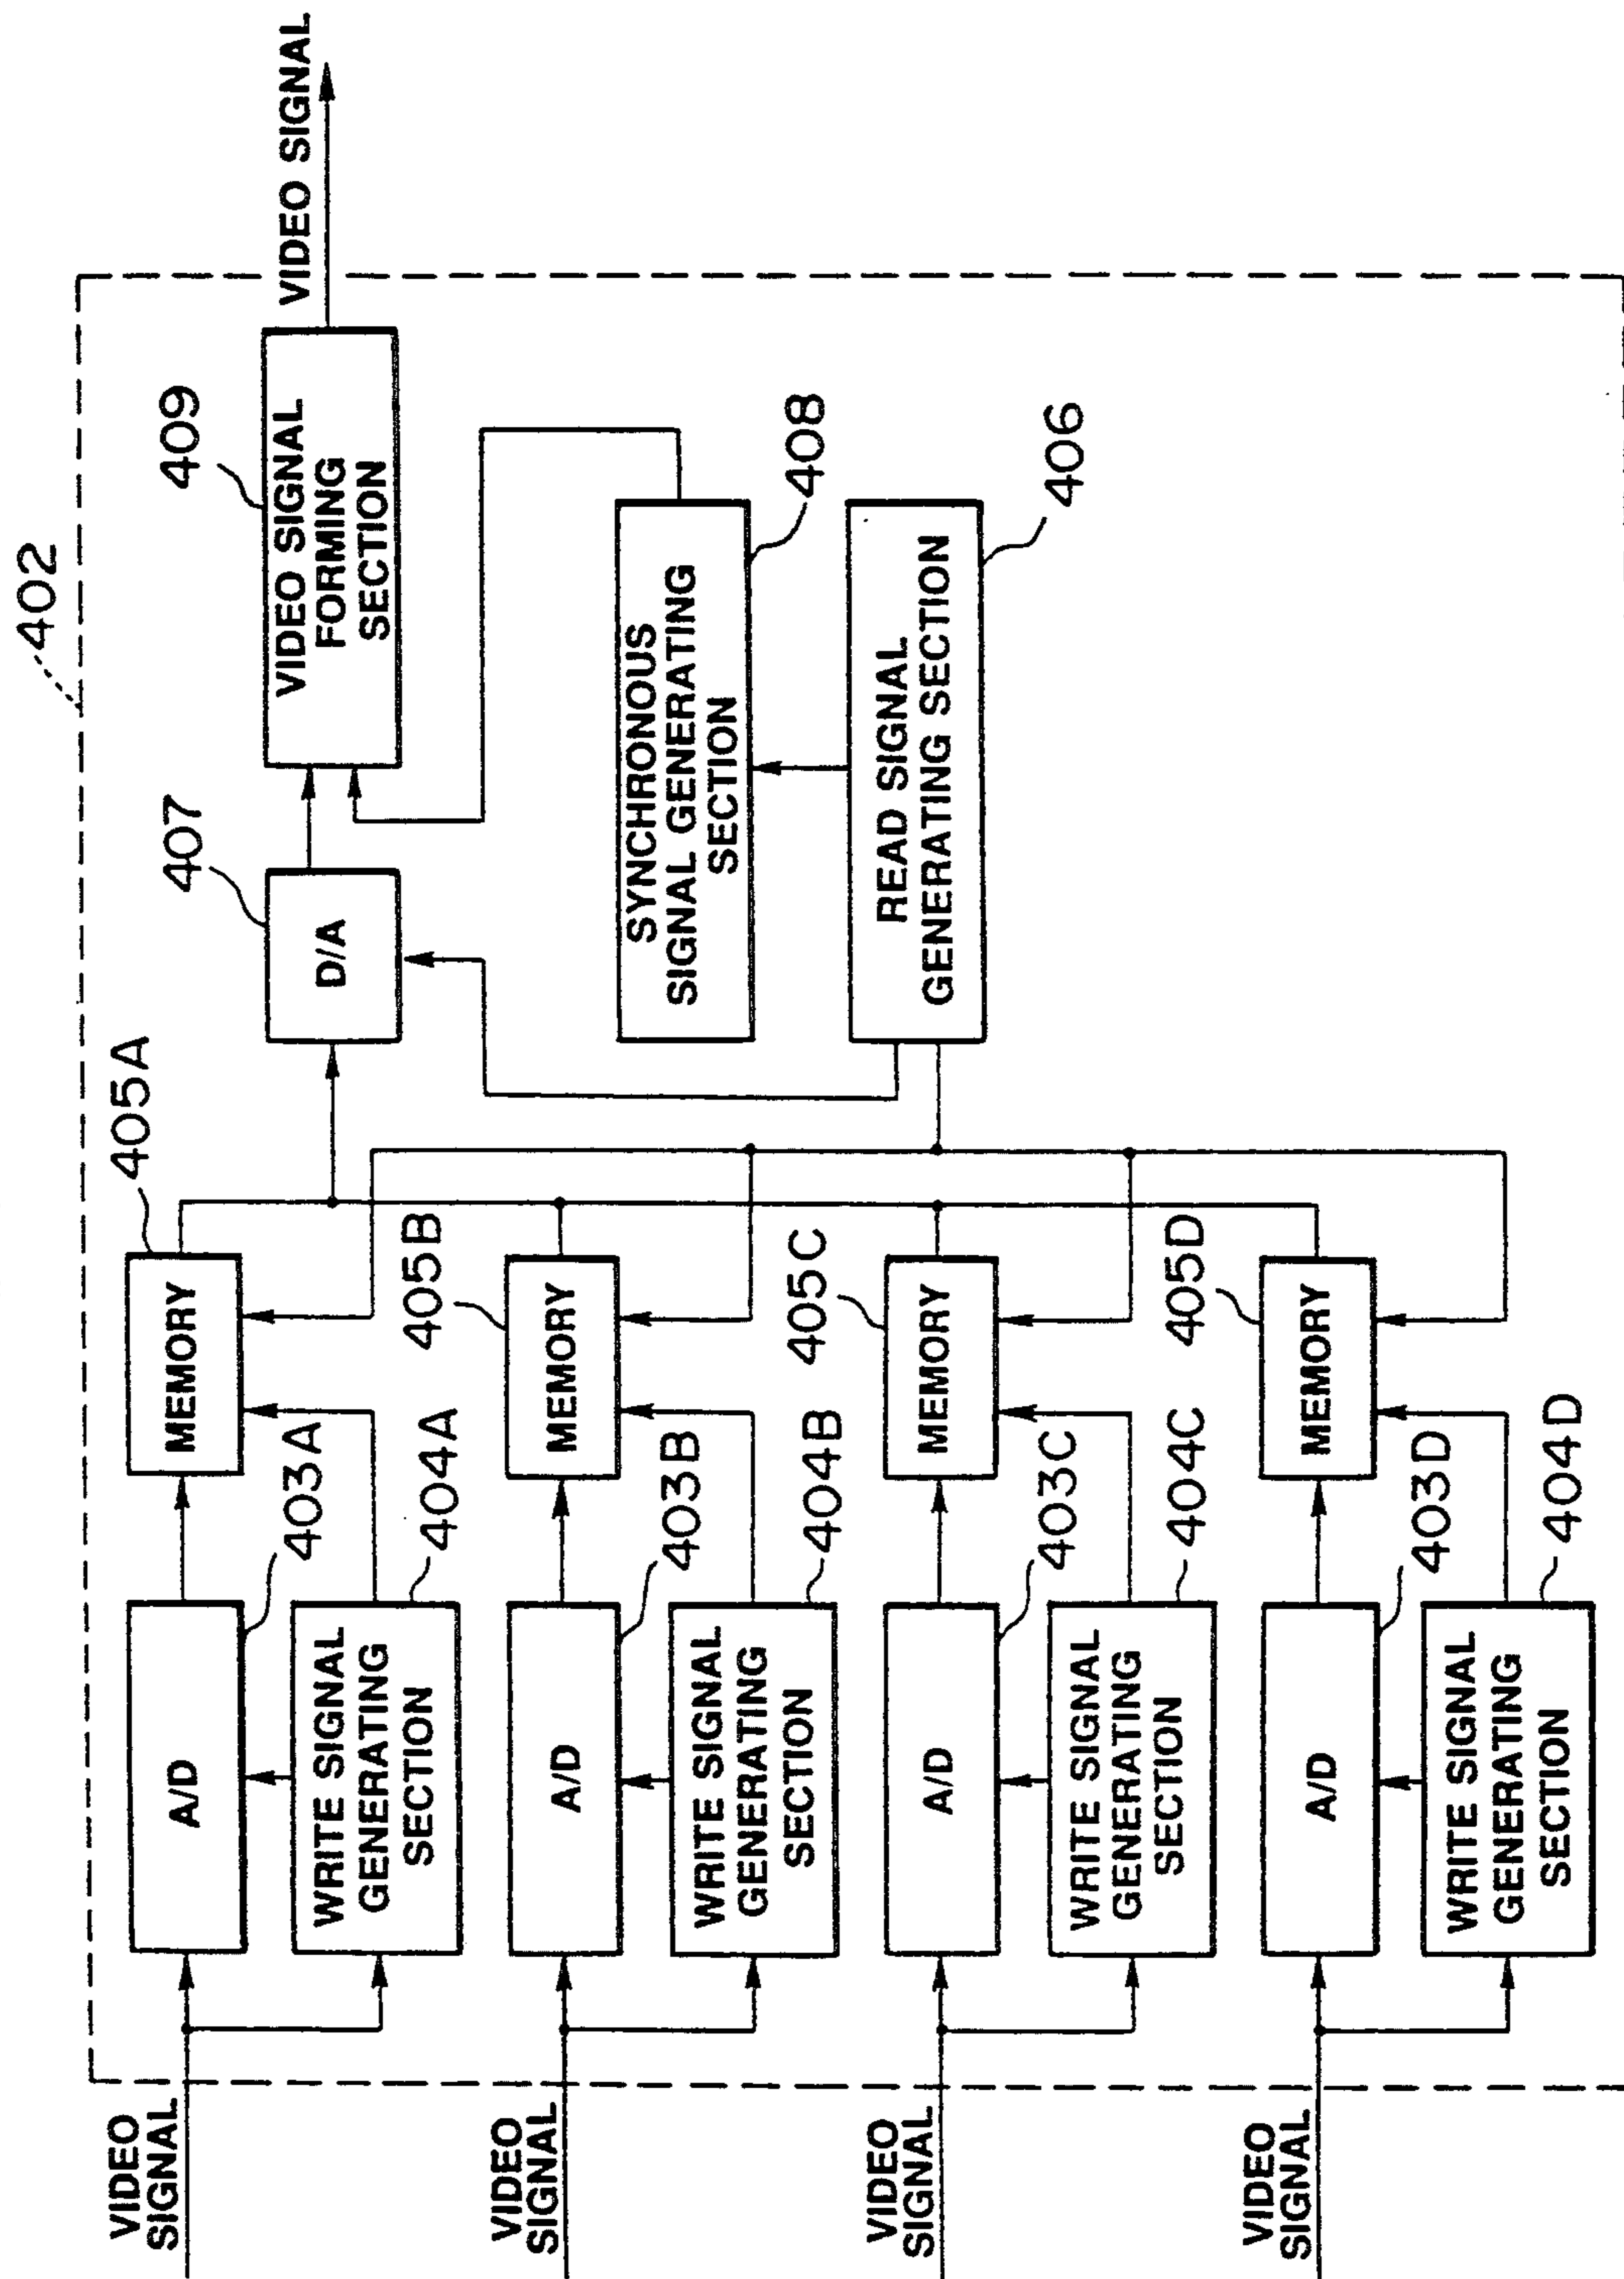 402
VIDEO
SIGNAL
A/D
403A
WRITE SIGNAL
GENERATING
SECTION
404A
MEMORY
405A
VIDEO
SIGNAL
A/D
403B
WRITE SIGNAL
GENERATING
SECTION
404B
MEMORY
405B
VIDEO
SIGNAL
A/D
403C
WRITE SIGNAL
GENERATING
SECTION
404C
MEMORY
405C
VIDEO
SIGNAL
A/D
403D
WRITE SIGNAL
GENERATING
SECTION
404D
MEMORY
405D
D/A
407
VIDEO SIGNAL
FORMING
SECTION
409
VIDEO SIGNAL
SYNCHRONOUS
SIGNAL GENERATING
SECTION
408
READ SIGNAL
GENERATING SECTION
406